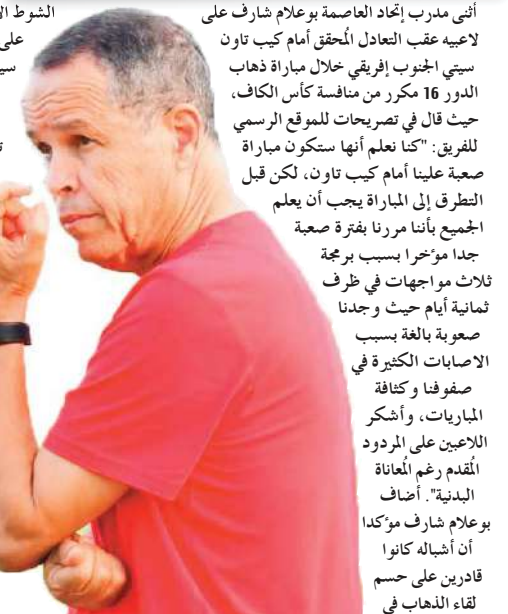 أثنى مدرب إتحاد العاصمة بوعلام شارف على
لاعبيه عقب التعادل المُحقق أمام كيب تاون
سيتي الجنوب إفريقي خلال مباراة ذهاب
الدور 16 مكرر من منافسة كأس الكاف،
حيث قال في تصريحات للموقع الرسمي
للفريق: "كنا نعلم أنها ستكون مباراة
صعبة علينا أمام كيب تاون، لكن قبل
التطرق إلى المباراة يجب أن يعلم
الجميع بأننا مررنا بفترة صعبة
جدا مؤخرا بسبب برمجة
ثلاث مواجهات في ظرف
ثمانية أيام حيث وجدنا
صعوبة بالغة بسبب
الاصابات الكثيرة في
صفوفنا وكثافة
المباريات، وأشكر
اللاعبين على المردود
المُقدم رغم المُعاناة
البدنية". أضاف
بوعلام شارف مؤكدا
أن أشباله كانوا
قادرين على حسم
لقاء الذهاب في
الشوط
على